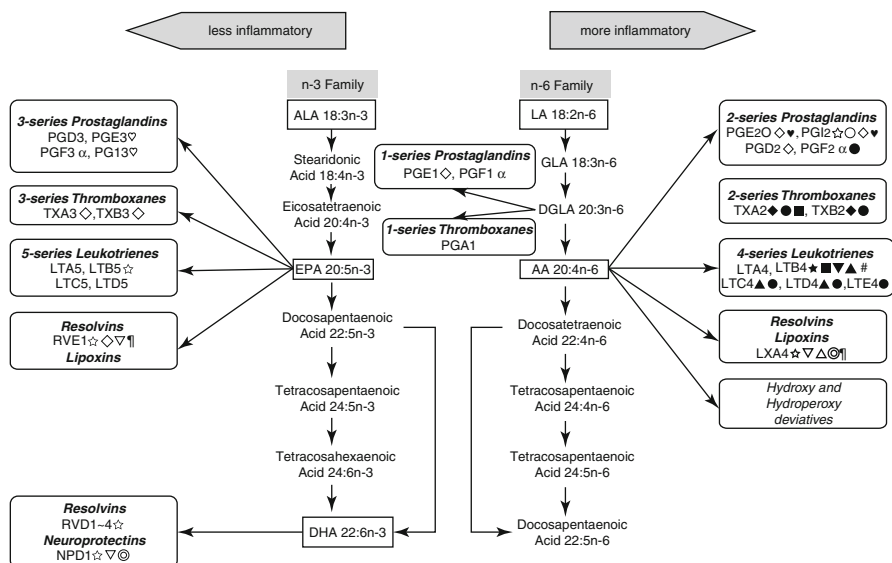 less inflammatory
more inflammatory
n-3 Family
n-6 Family
3-series Prostaglandins
PGD3, PGE3♡
PGF3 α, PG13♡
3-series Thromboxanes
TXA3◇,TXB3◇
5-series Leukotrienes
LTA5, LTB5☆
LTC5, LTD5
Resolvins
RVE1☆◇▽¶
Lipoxins
Resolvins
RVD1~4☆
Neuroprotectins
NPD1☆▽◎
ALA 18:3n-3
Stearidonic
Acid 18:4n-3
Eicosatetraenoic
Acid 20:4n-3
EPA 20:5n-3
Docosapentaenoic
Acid 22:5n-3
Tetracosapentaenoic
Acid 24:5n-3
Tetracosahexaenoic
Acid 24:6n-3
DHA 22:6n-3
1-series Prostaglandins
PGE1◇, PGF1 α
1-series Thromboxanes
PGA1
LA 18:2n-6
GLA 18:3n-6
DGLA 20:3n-6
AA 20:4n-6
Docosatetraenoic
Acid 22:4n-6
Tetracosapentaenoic
Acid 24:4n-6
Tetracosapentaenoic
Acid 24:5n-6
Docosapentaenoic
Acid 22:5n-6
2-series Prostaglandins
PGE2O◇♥, PGI2☆○◇♥
PGD2◇, PGF2 α●
2-series Thromboxanes
TXA2◆●■, TXB2◆●
4-series Leukotrienes
LTA4, LTB4★■▼▲ #
LTC4▲●, LTD4▲●,LTE4●
Resolvins
Lipoxins
LXA4☆▽△◎¶
Hydroxy and
Hydroperoxy
deviatives